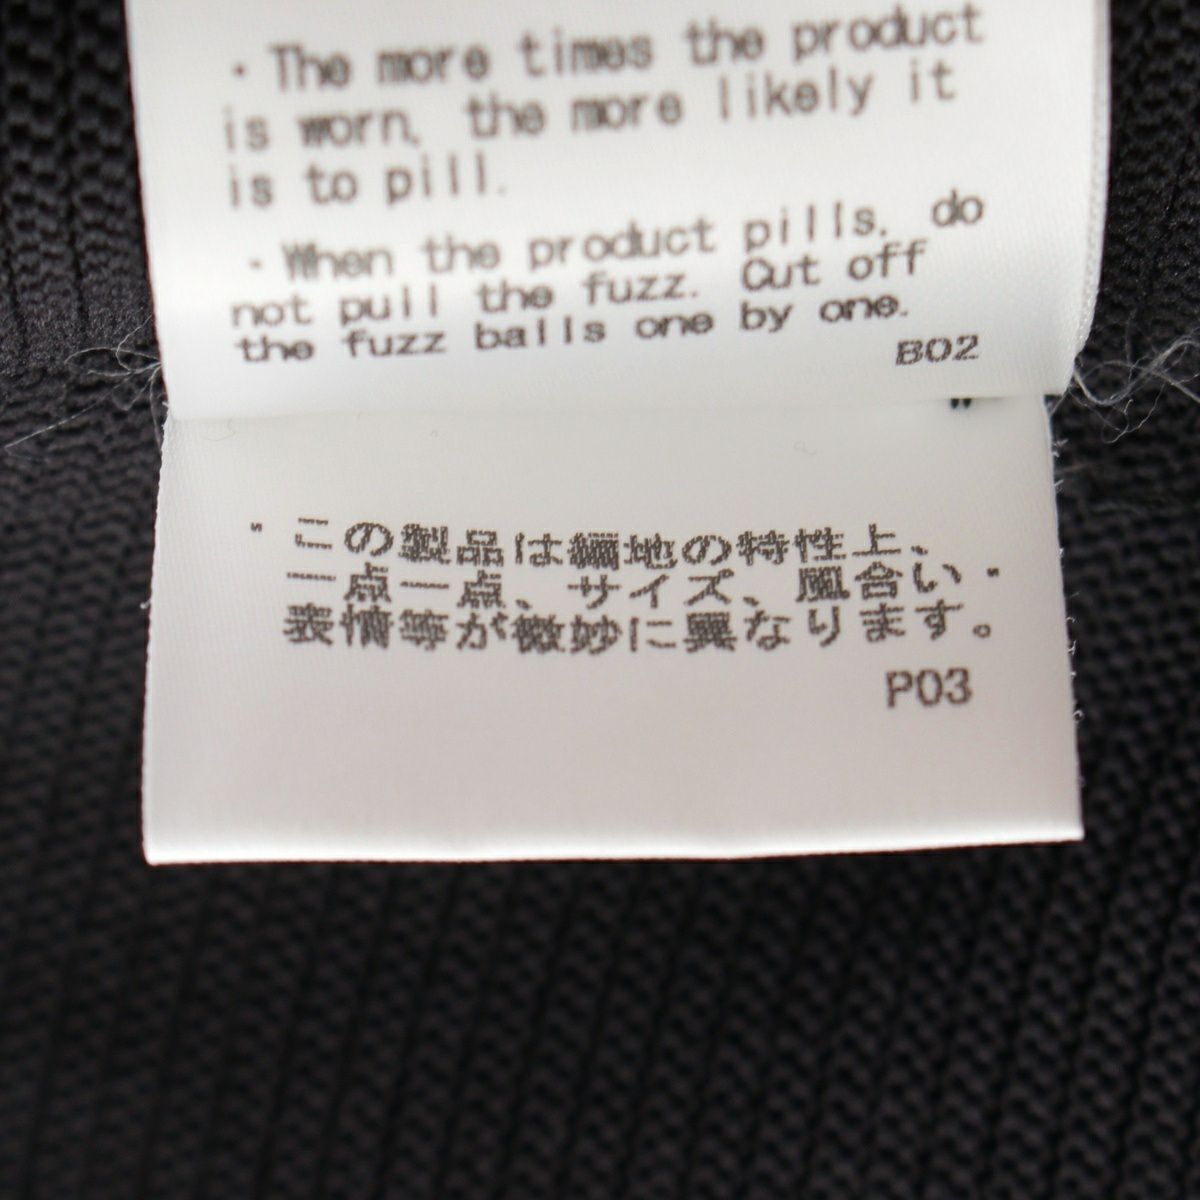 ・The more times the product
is worn, the more likely it
is to pill.
・When the product pills, do
not pull the fuzz. Cut off
the fuzz balls one by one.
B02
・この製品は編地の特性上、
一点一点、サイズ、風合い・
表情等が微妙に異なります。
P03